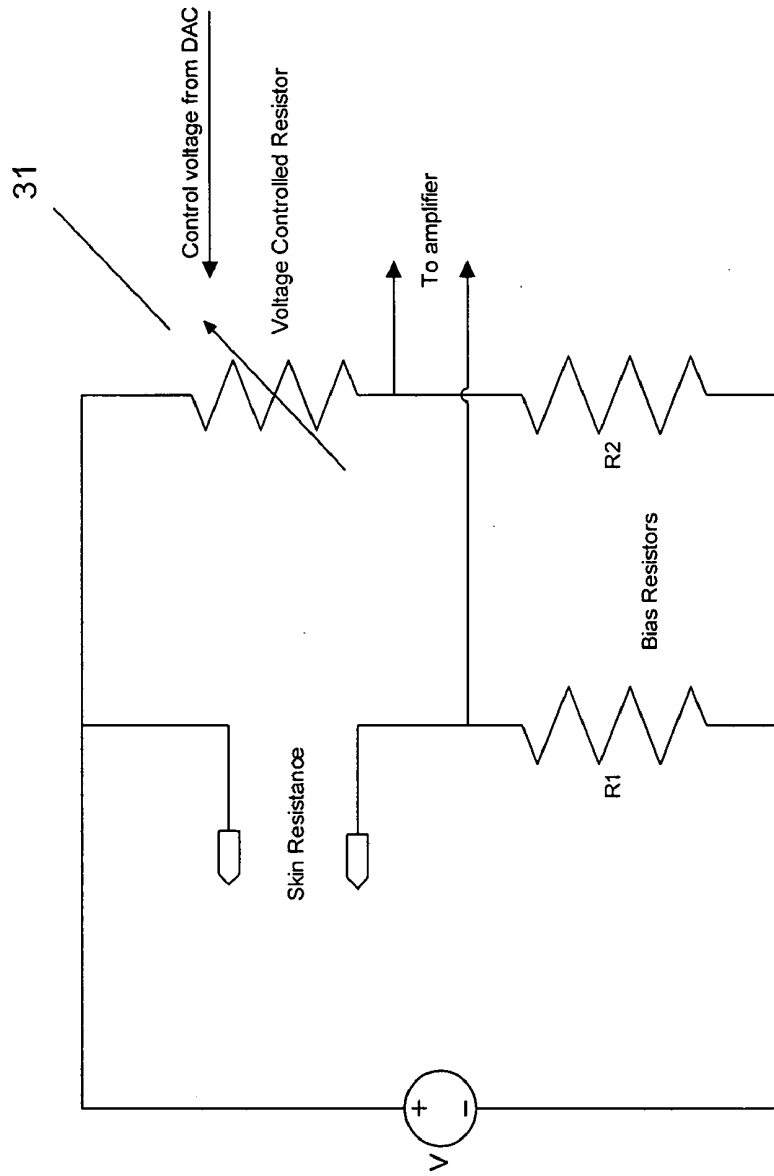 31
Control voltage from DAC
Voltage Controlled Resistor
To amplifier
Skin Resistance
R1
R2
Bias Resistors
V
+
−